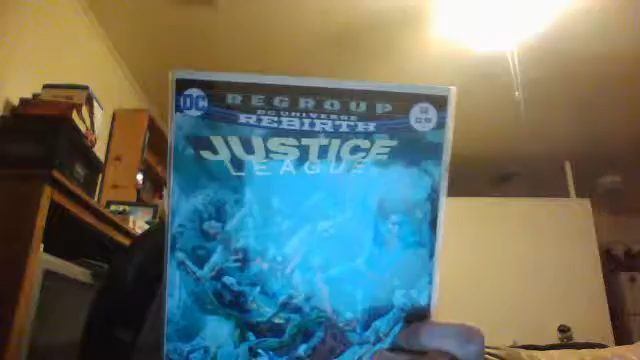 REGROUP
DC
DC UNIVERSE
REBIRTH
JUSTICE
LEAGUE